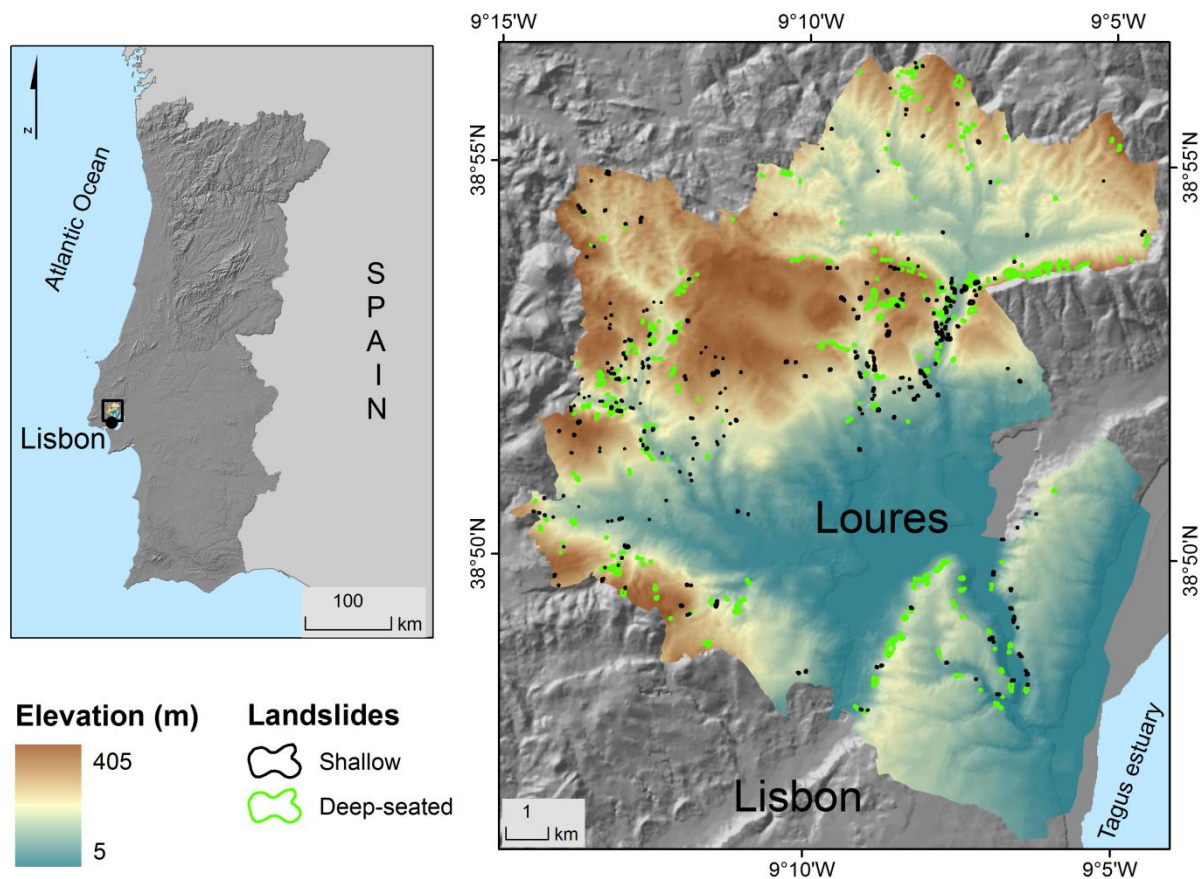 z
Atlantic Ocean
SPAIN
Lisbon
100
km
Elevation (m)
405
5
Landslides
Shallow
Deep-seated
9°15'W
9°10'W
9°5'W
38°55'N
38°55'N
Loures
38°50'N
38°50'N
Lisbon
Tagus estuary
1
km
9°10'W
9°5'W